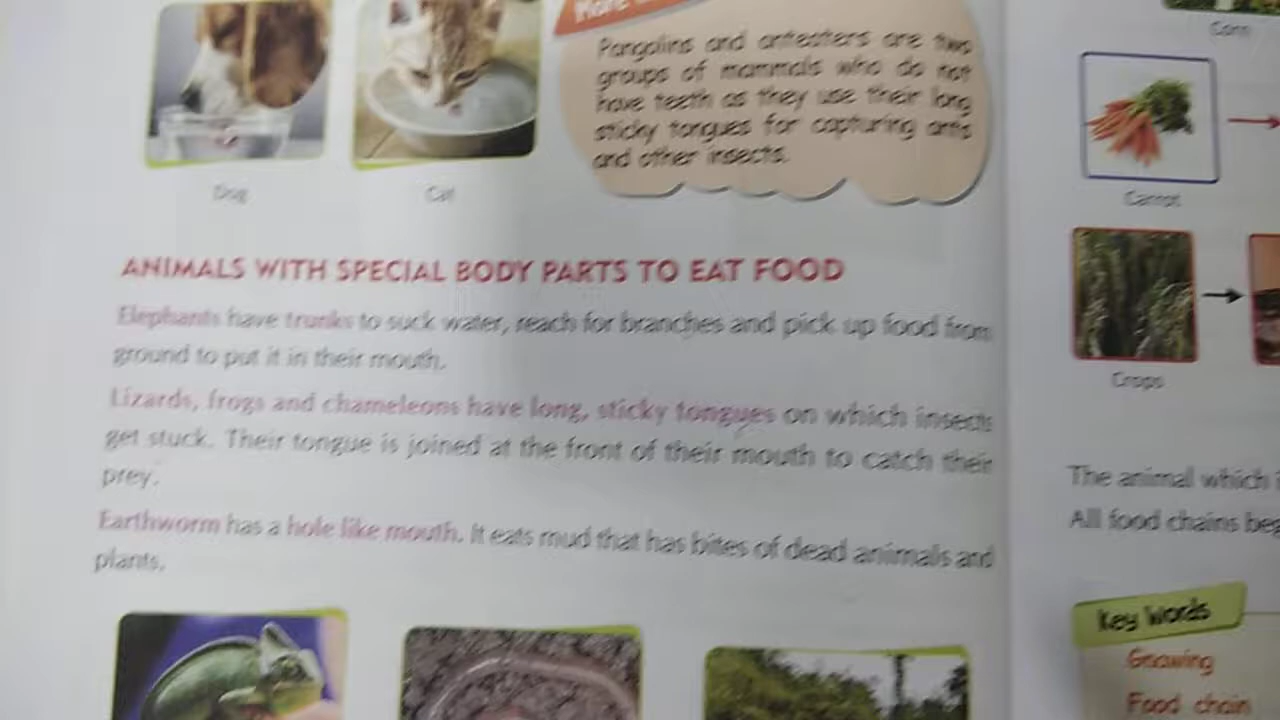 More
Pangolins and anteaters are two
groups of mammals who do not
have teeth as they use their long
sticky tongues for capturing ants
and other insects.
Dog
Cat
ANIMALS WITH SPECIAL BODY PARTS TO EAT FOOD
Elephants have trunks to suck water, reach for branches and pick up food from
ground to put it in their mouth.
Lizards, frogs and chameleons have long, sticky tongues on which insects
get stuck. Their tongue is joined at the front of their mouth to catch their
prey.
Earthworm has a hole like mouth. It eats mud that has bites of dead animals and
plants.
Corn
Carrot
Crops
The animal which
All food chains
Key Words
Gnawing
Food chain